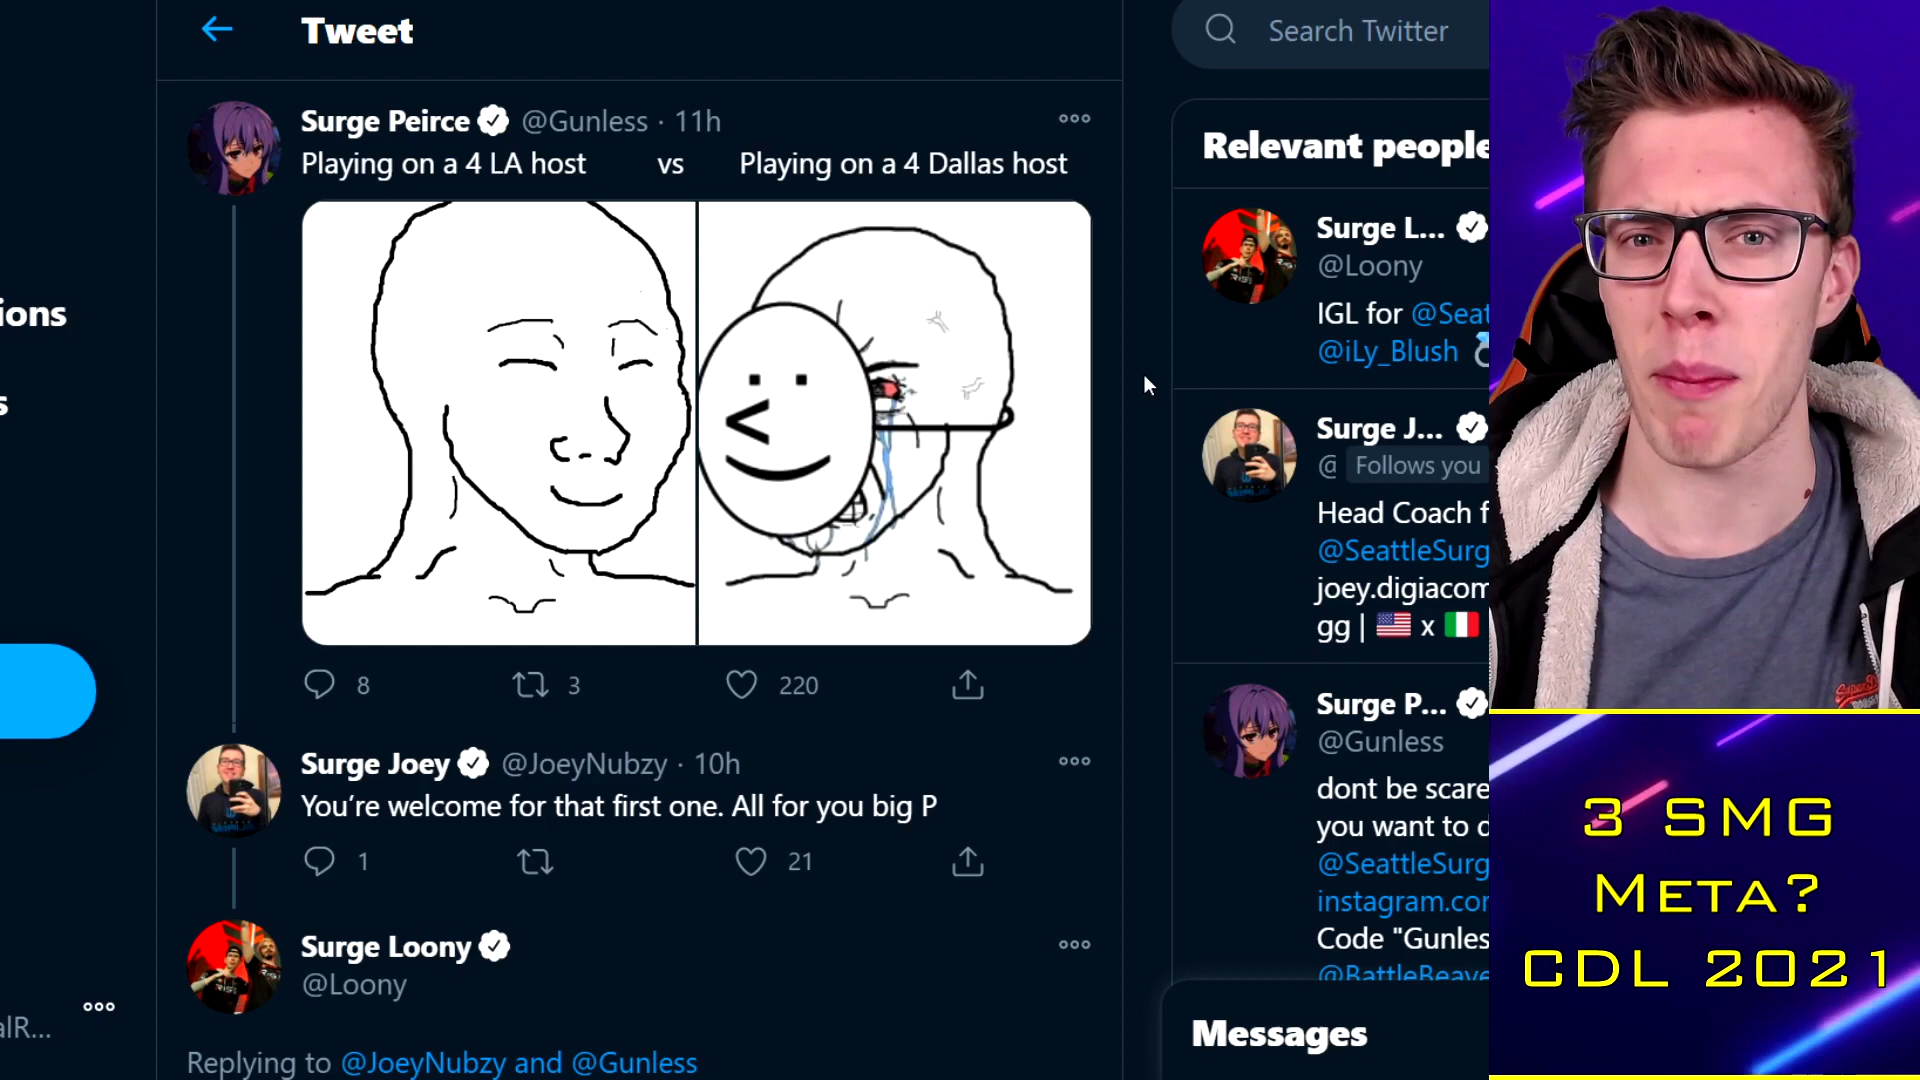 Tweet
Search Twitter
Surge Peirce @Gunless · 11h
Playing on a 4 LA host vs Playing on a 4 Dallas host
8 3 220
Surge Joey @JoeyNubzy · 10h
You're welcome for that first one. All for you big P
1 21
Surge Loony
@Loony
Replying to @JoeyNubzy and @Gunless
ions
s
alR...
Relevant people
Surge L...
@Loony
IGL for @Seat
@iLy_Blush
Surge J...
@ Follows you
Head Coach f
@SeattleSurg
joey.digiacom
gg | x
Surge P...
@Gunless
dont be scare
you want to d
@SeattleSurg
instagram.cor
Code "Gunles
@BattleBeave
Messages
3 SMG
META?
CDL 2021